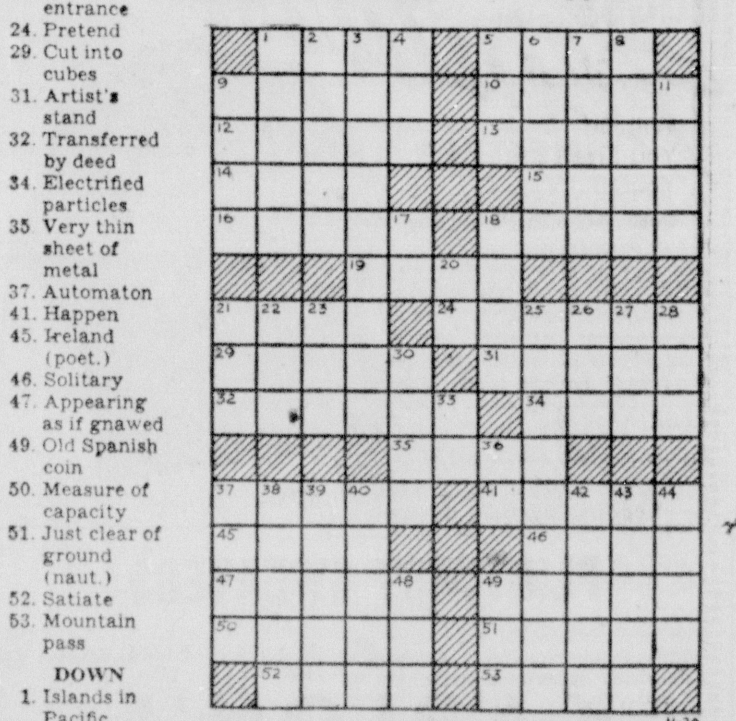 entrance
24. Pretend
29. Cut into
cubes
31. Artist's
stand
32. Transferred
by deed
34. Electrified
particles
35. Very thin
sheet of
metal
37. Automaton
41. Happen
45. Ireland
(poet.)
46. Solitary
47. Appearing
as if gnawed
49. Old Spanish
coin
50. Measure of
capacity
51. Just clear of
ground
(naut.)
52. Satiate
53. Mountain
pass
DOWN
1. Islands in
Pacific
1 2 3 4 5 6 7 8
9 10 11
12 13
14 15
16 17 18
19 20
21 22 23 24 25 26 27 28
29 30 31
32 33 34
35 36
37 38 39 40 41 42 43 44
45 46
47 48 49
50 51
52 53